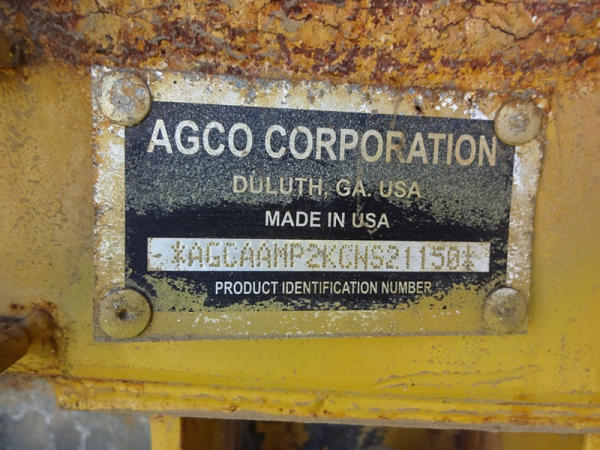 AGCO CORPORATION
DULUTH, GA. USA
MADE IN USA
*AGCAAMP2KCNS21150*
PRODUCT IDENTIFICATION NUMBER